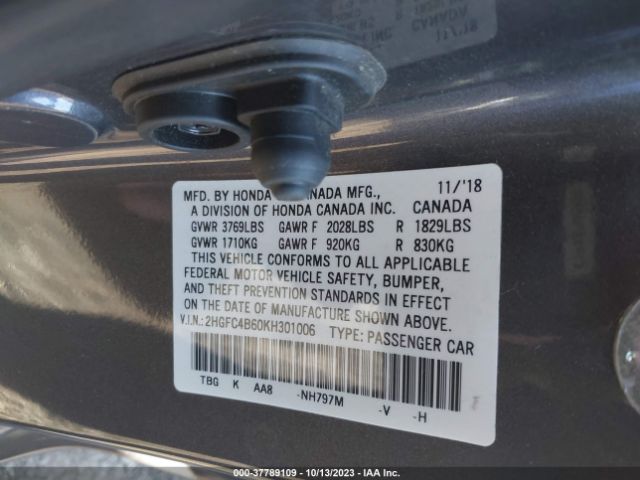 11/'18
MFD. BY HONDA CANADA MFG., 11/'18
A DIVISION OF HONDA CANADA INC. CANADA
GVWR 3769LBS GAWR F 2028LBS R 1829LBS
GVWR 1710KG GAWR F 920KG R 830KG
THIS VEHICLE CONFORMS TO ALL APPLICABLE
FEDERAL MOTOR VEHICLE SAFETY, BUMPER,
AND THEFT PREVENTION STANDARDS IN EFFECT
ON THE DATE OF MANUFACTURE SHOWN ABOVE.
V.I.N.: 2HGFC4B60KH301006 TYPE: PASSENGER CAR
TBG K AA8 -NH797M -V -H
000-37789109 - 10/13/2023 - IAA Inc.